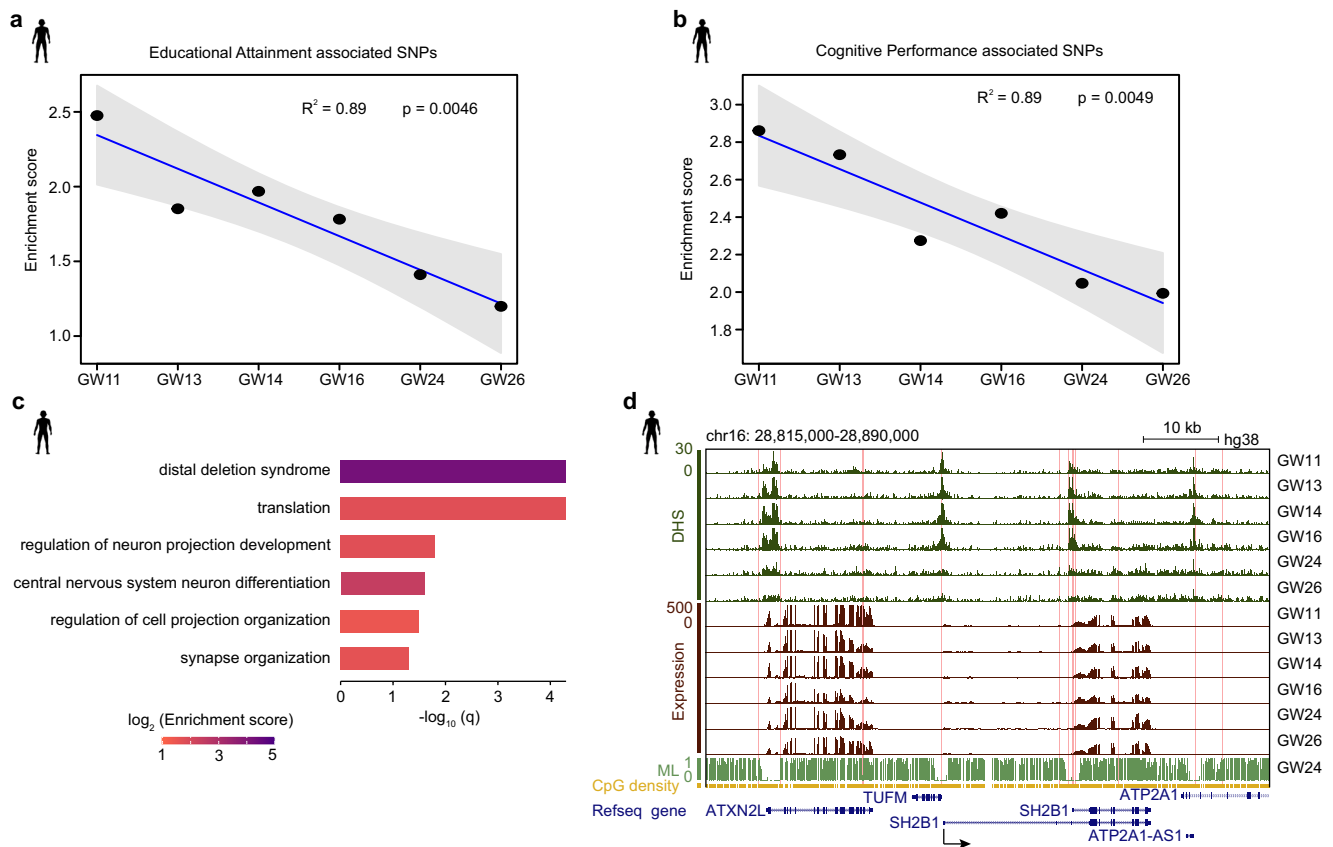 a
Educational Attainment associated SNPs
R² = 0.89 p = 0.0046
Enrichment score
2.5
2.0
1.5
1.0
GW11 GW13 GW14 GW16 GW24 GW26
b
Cognitive Performance associated SNPs
R² = 0.89 p = 0.0049
Enrichment score
3.0
2.8
2.6
2.4
2.2
2.0
1.8
GW11 GW13 GW14 GW16 GW24 GW26
c
distal deletion syndrome
translation
regulation of neuron projection development
central nervous system neuron differentiation
regulation of cell projection organization
synapse organization
0 1 2 3 4
-log₁₀ (q)
log₂ (Enrichment score)
1 3 5
d
chr16: 28,815,000-28,890,000
10 kb
hg38
30
0
DHS
GW11
GW13
GW14
GW16
GW24
GW26
500
0
Expression
GW11
GW13
GW14
GW16
GW24
GW26
ML
1
0
GW24
CpG density
Refseq gene
ATXN2L
TUFM
SH2B1
SH2B1
ATP2A1
ATP2A1-AS1